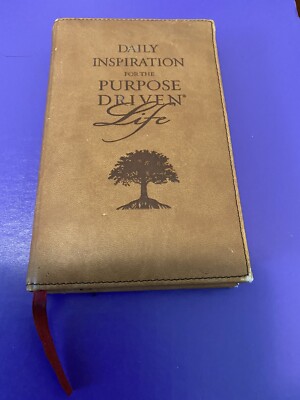 DAILY
INSPIRATION
FOR THE
PURPOSE
DRIVEN®
Life